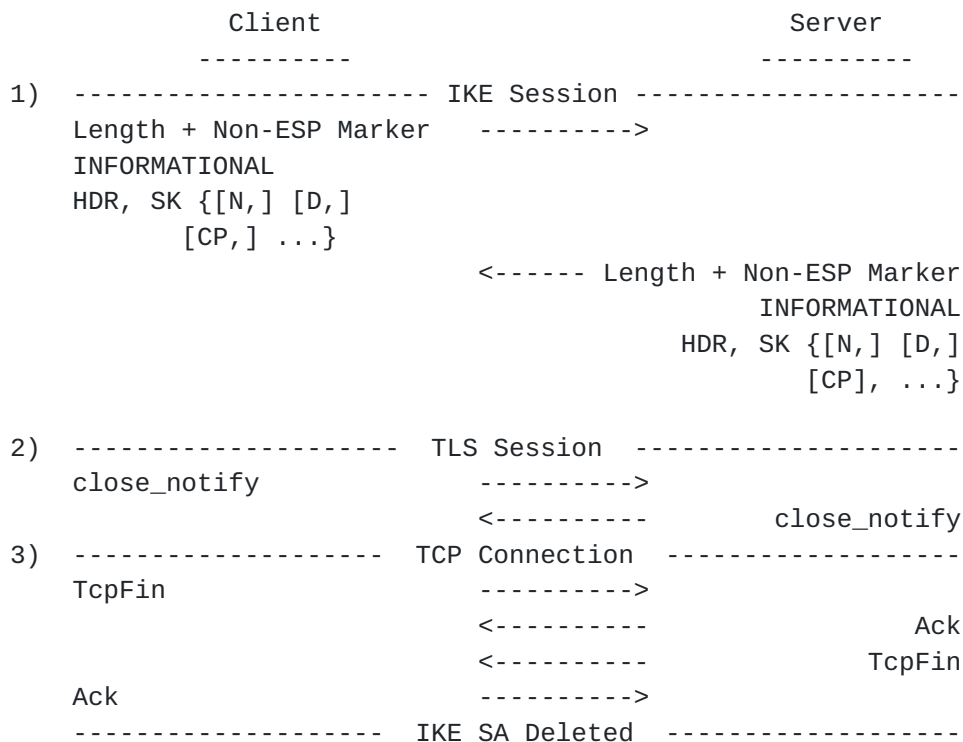 Client                              Server
            ----------                          ----------
1)  ----------------------- IKE Session ---------------------
    Length + Non-ESP Marker   ---------->
    INFORMATIONAL
    HDR, SK {[N,] [D,]
           [CP,] ...}
                              <------ Length + Non-ESP Marker
                                                INFORMATIONAL
                                           HDR, SK {[N,] [D,]
                                                   [CP], ...}
2)  ---------------------  TLS Session  ---------------------
    close_notify              ---------->
                              <----------        close_notify
3)  --------------------  TCP Connection  -------------------
    TcpFin                    ---------->
                              <----------                 Ack
                              <----------              TcpFin
    Ack                       ---------->
    --------------------  IKE SA Deleted  -------------------